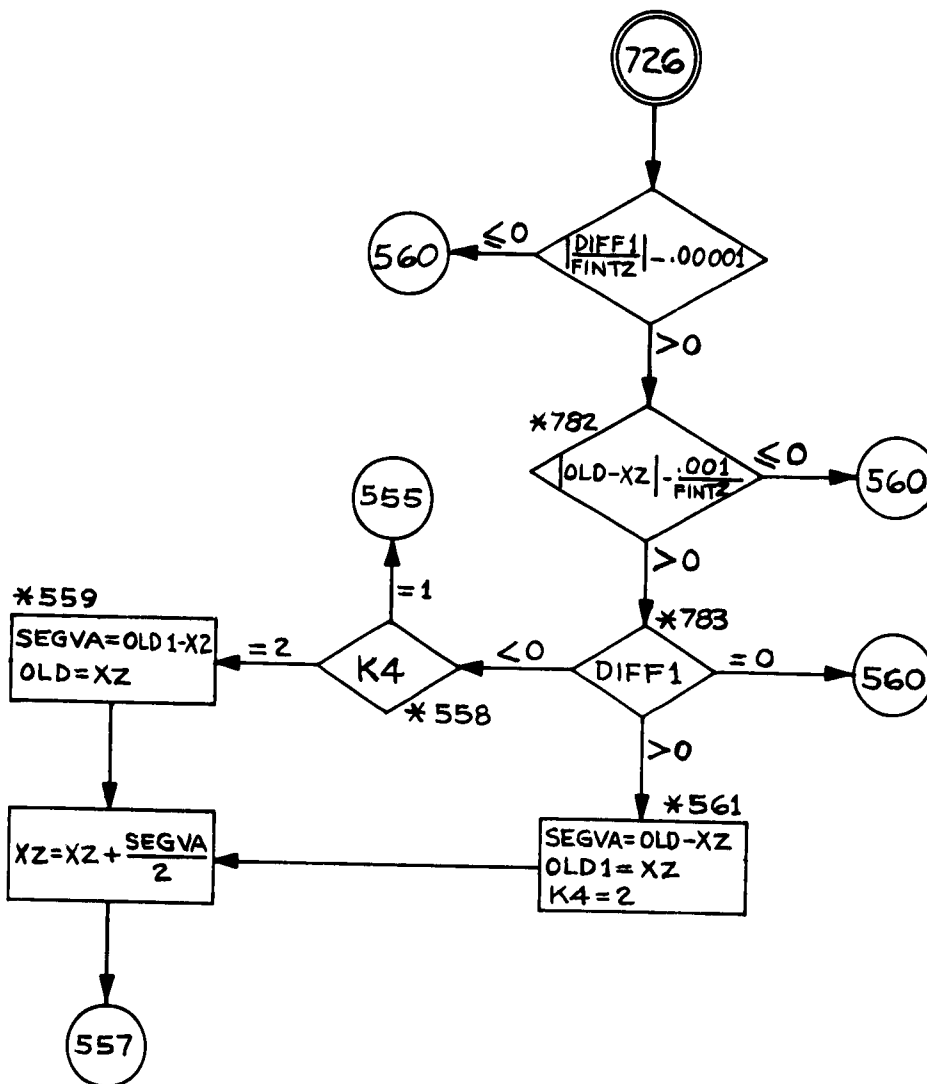 726
≤0
560
|DIFF1/FINTZ| - .00001
>0
*782
|OLD-XZ| - .001/FINTZ
≤0
560
555
>0
=1
*559
*783
SEGVA=OLD1-XZ
OLD=XZ
=2
K4
<0
DIFF1
=0
560
*558
>0
*561
XZ=XZ+SEGVA/2
SEGVA=OLD-XZ
OLD1=XZ
K4=2
557